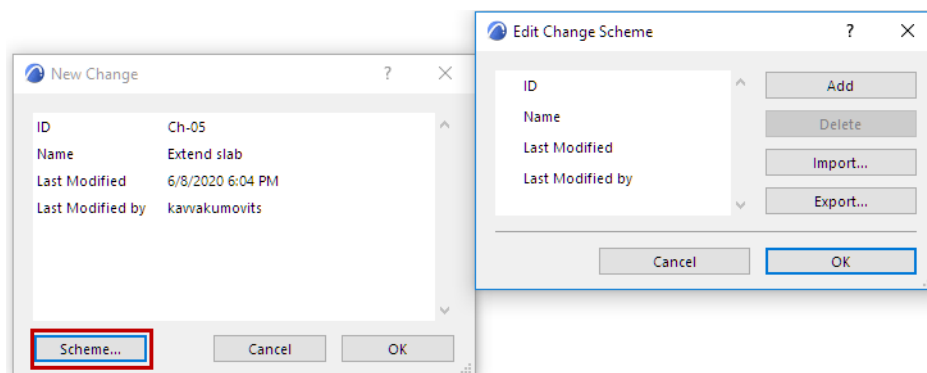 New Change ?
ID Ch-05
Name Extend slab
Last Modified 6/8/2020 6:04 PM
Last Modified by kavvakumovits
Scheme... Cancel OK
Edit Change Scheme ?
ID
Name
Last Modified
Last Modified by
Add
Delete
Import...
Export...
Cancel OK